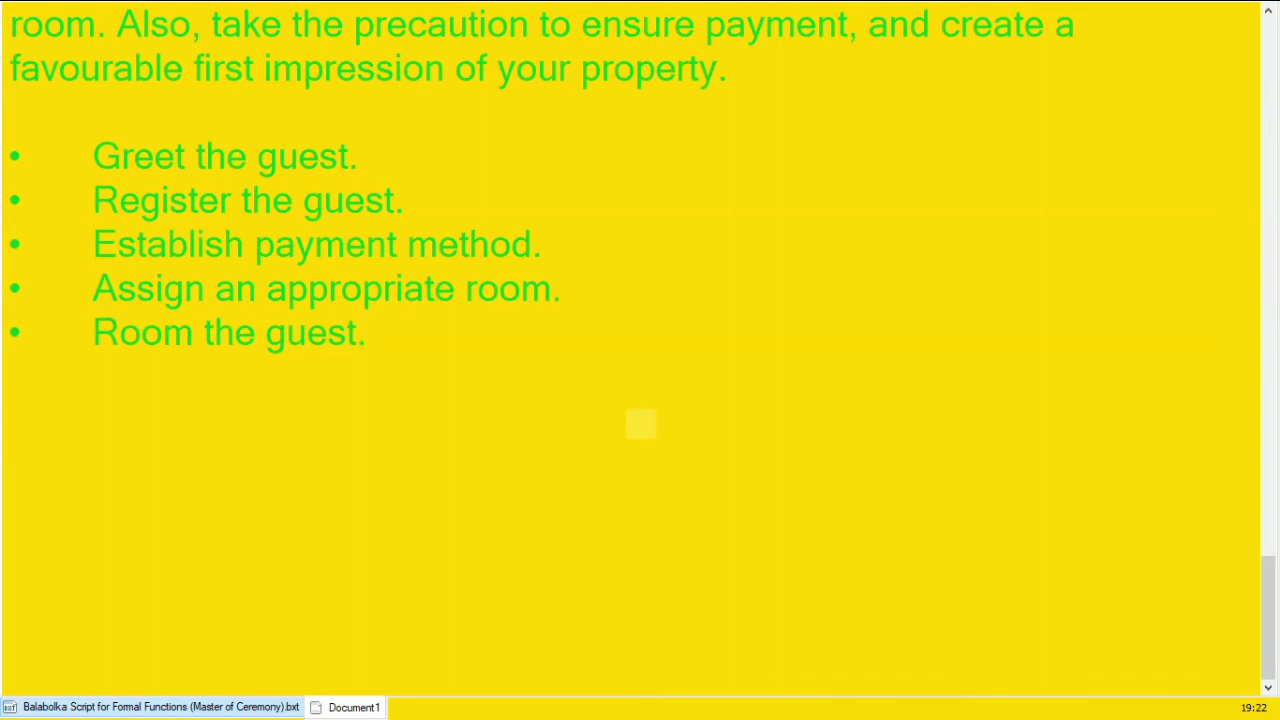 room. Also, take the precaution to ensure payment, and create a
favourable first impression of your property.
• Greet the guest.
• Register the guest.
• Establish payment method.
• Assign an appropriate room.
• Room the guest.
Balabolka Script for Formal Functions (Master of Ceremony).bxt Document1 19:22